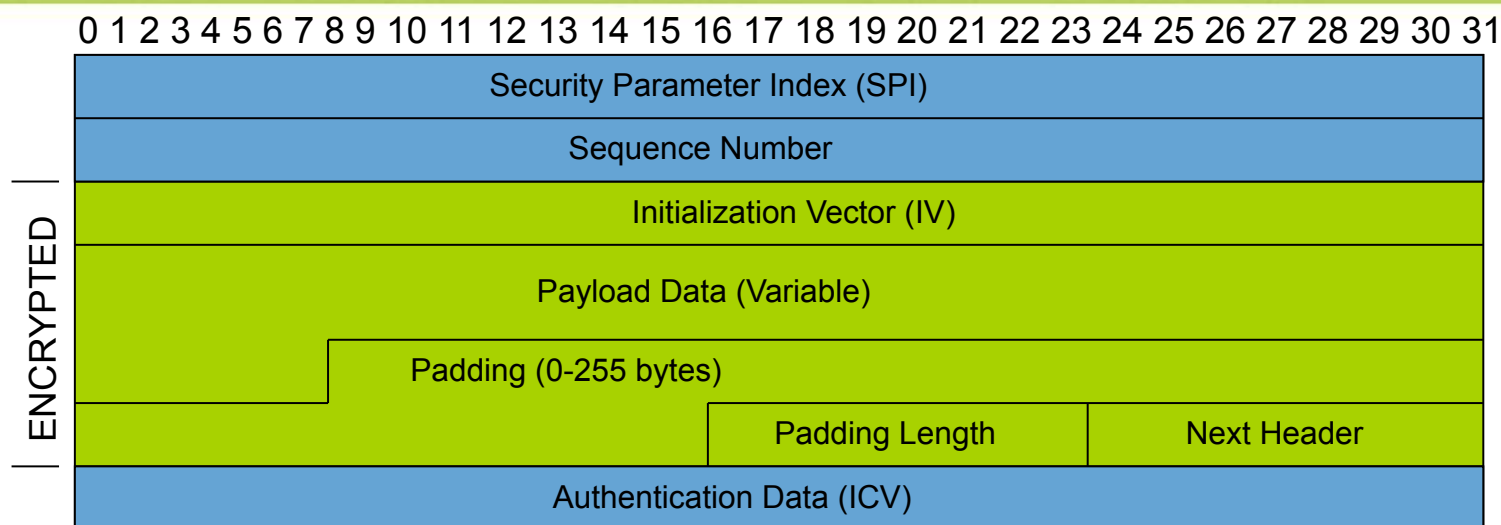 0 1 2 3 4 5 6 7 8 9 10 11 12 13 14 15 16 17 18 19 20 21 22 23 24 25 26 27 28 29 30 31
Security Parameter Index (SPI)
Sequence Number
ENCRYPTED
Initialization Vector (IV)
Payload Data (Variable)
Padding (0-255 bytes)
Padding Length Next Header
Authentication Data (ICV)